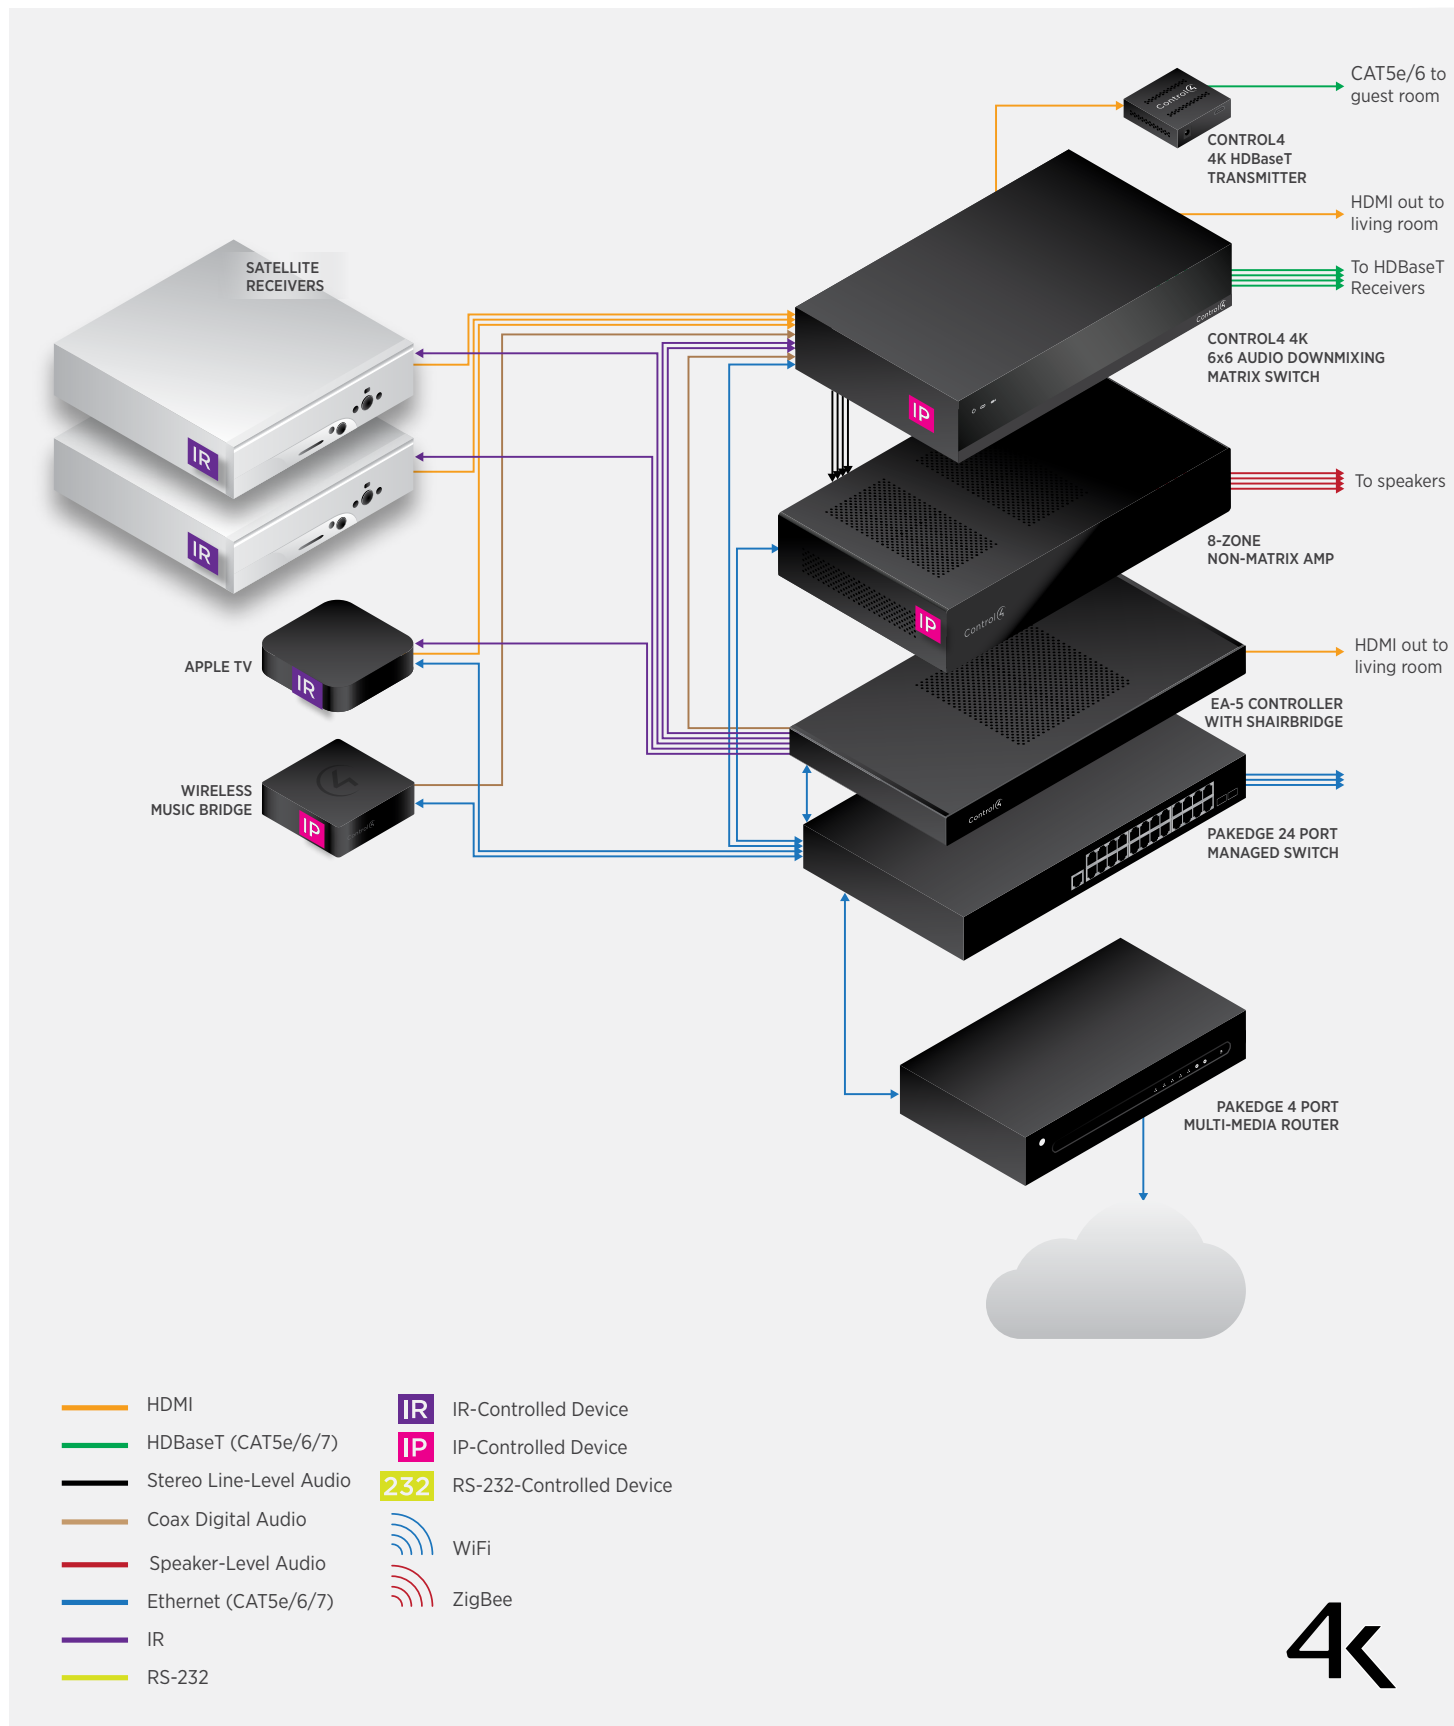 CAT5e/6 to
guest room
Control4
CONTROL4
4K HDBaseT
TRANSMITTER
HDMI out to
living room
SATELLITE
RECEIVERS
To HDBaseT
Receivers
Control4
CONTROL4 4K
6x6 AUDIO DOWNMIXING
MATRIX SWITCH
IP
IR
To speakers
8-ZONE
NON-MATRIX AMP
IR
IP
Control4
HDMI out to
living room
APPLE TV
IR
EA-5 CONTROLLER
WITH SHAIRBRIDGE
WIRELESS
MUSIC BRIDGE
IP
Control4
Control4
PAKEDGE 24 PORT
MANAGED SWITCH
PAKEDGE 4 PORT
MULTI-MEDIA ROUTER
HDMI
HDBaseT (CAT5e/6/7)
Stereo Line-Level Audio
Coax Digital Audio
Speaker-Level Audio
Ethernet (CAT5e/6/7)
IR
RS-232
IR IR-Controlled Device
IP IP-Controlled Device
232 RS-232-Controlled Device
WiFi
ZigBee
4K